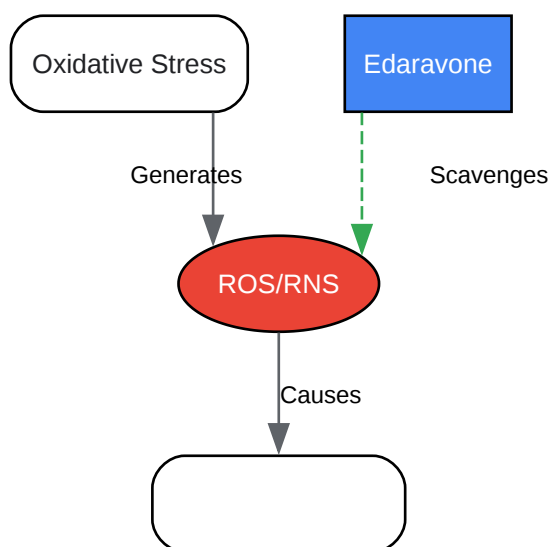 Oxidative Stress
Edaravone
Generates
Scavenges
ROS/RNS
Causes